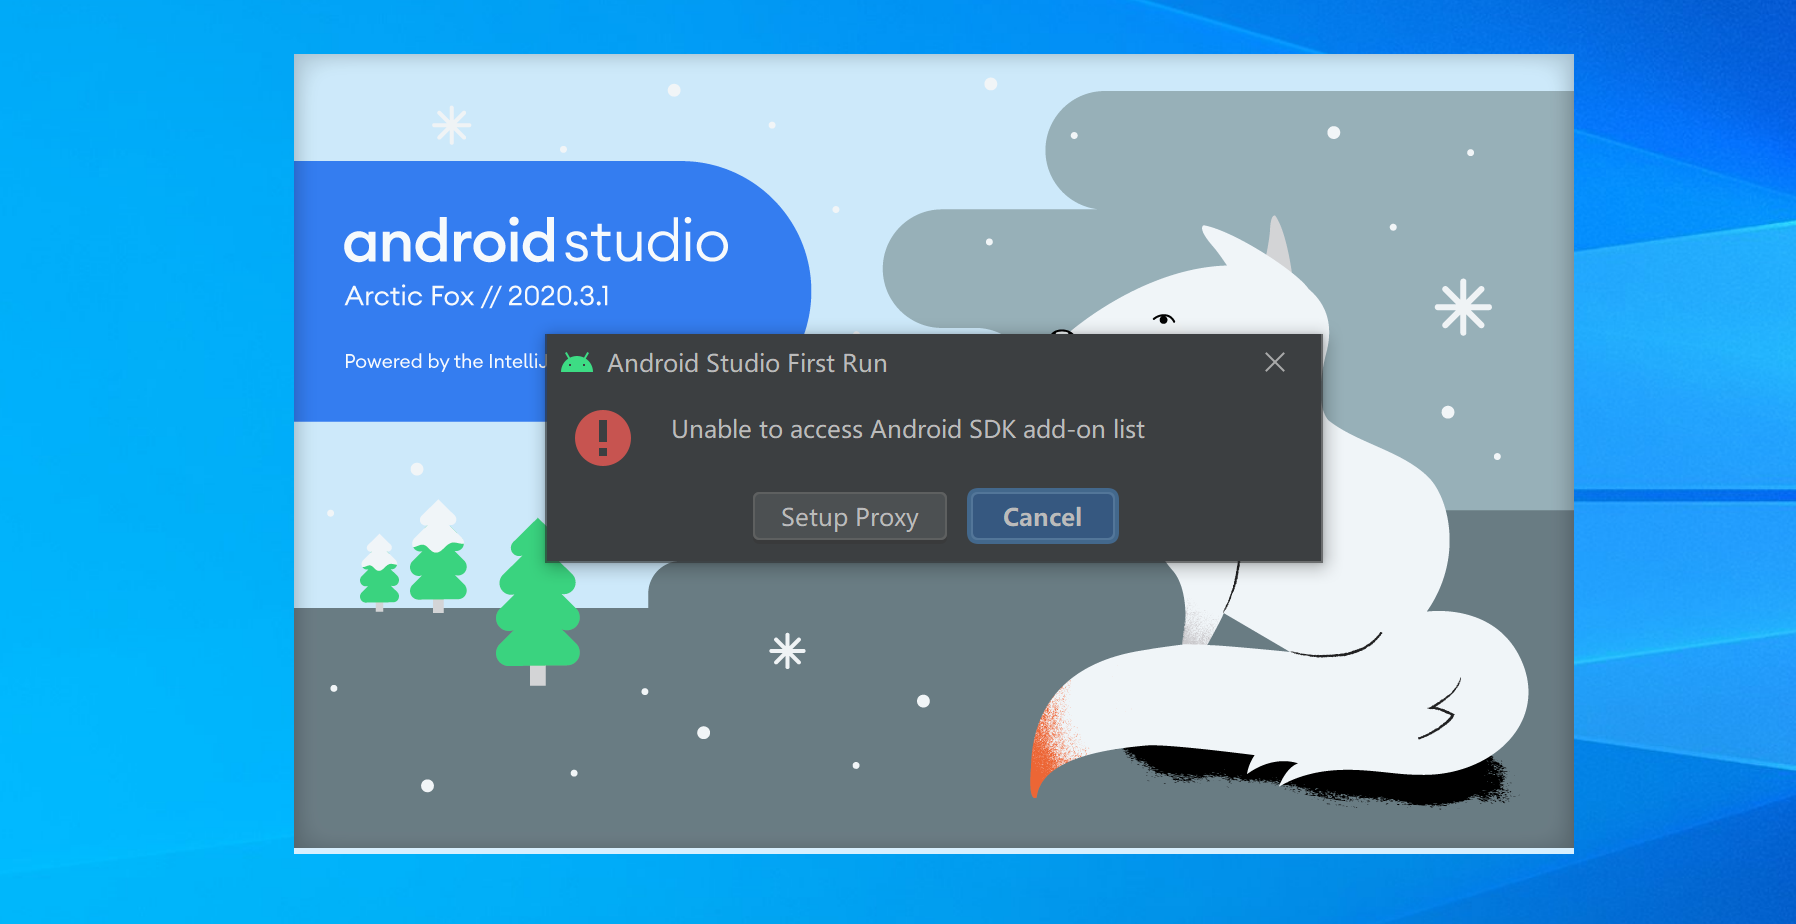 android studio
Arctic Fox // 2020.3.1
Powered by the IntelliJ
Android Studio First Run
Unable to access Android SDK add-on list
Setup Proxy
Cancel